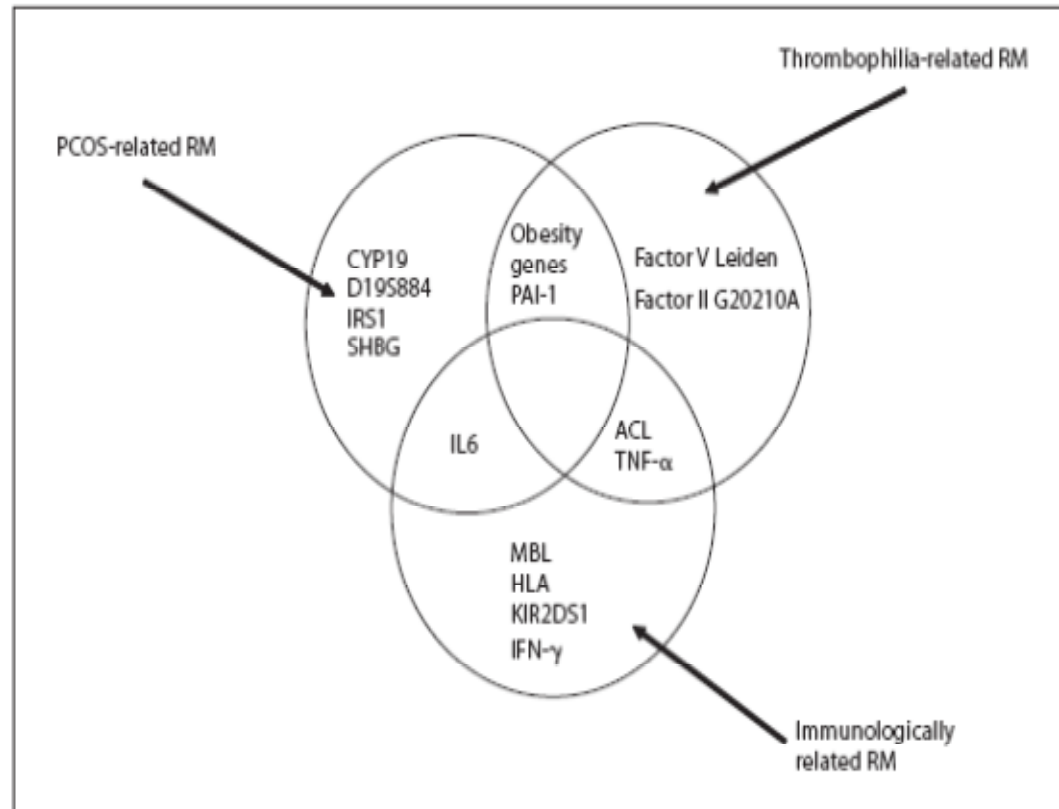 Thrombophilia-related RM
PCOS-related RM
CYP19
D19S884
IRS1
SHBG
Obesity
genes
PAI-1
Factor V Leiden
Factor II G20210A
IL6
ACL
TNF-α
MBL
HLA
KIR2DS1
IFN-γ
Immunologically
related RM